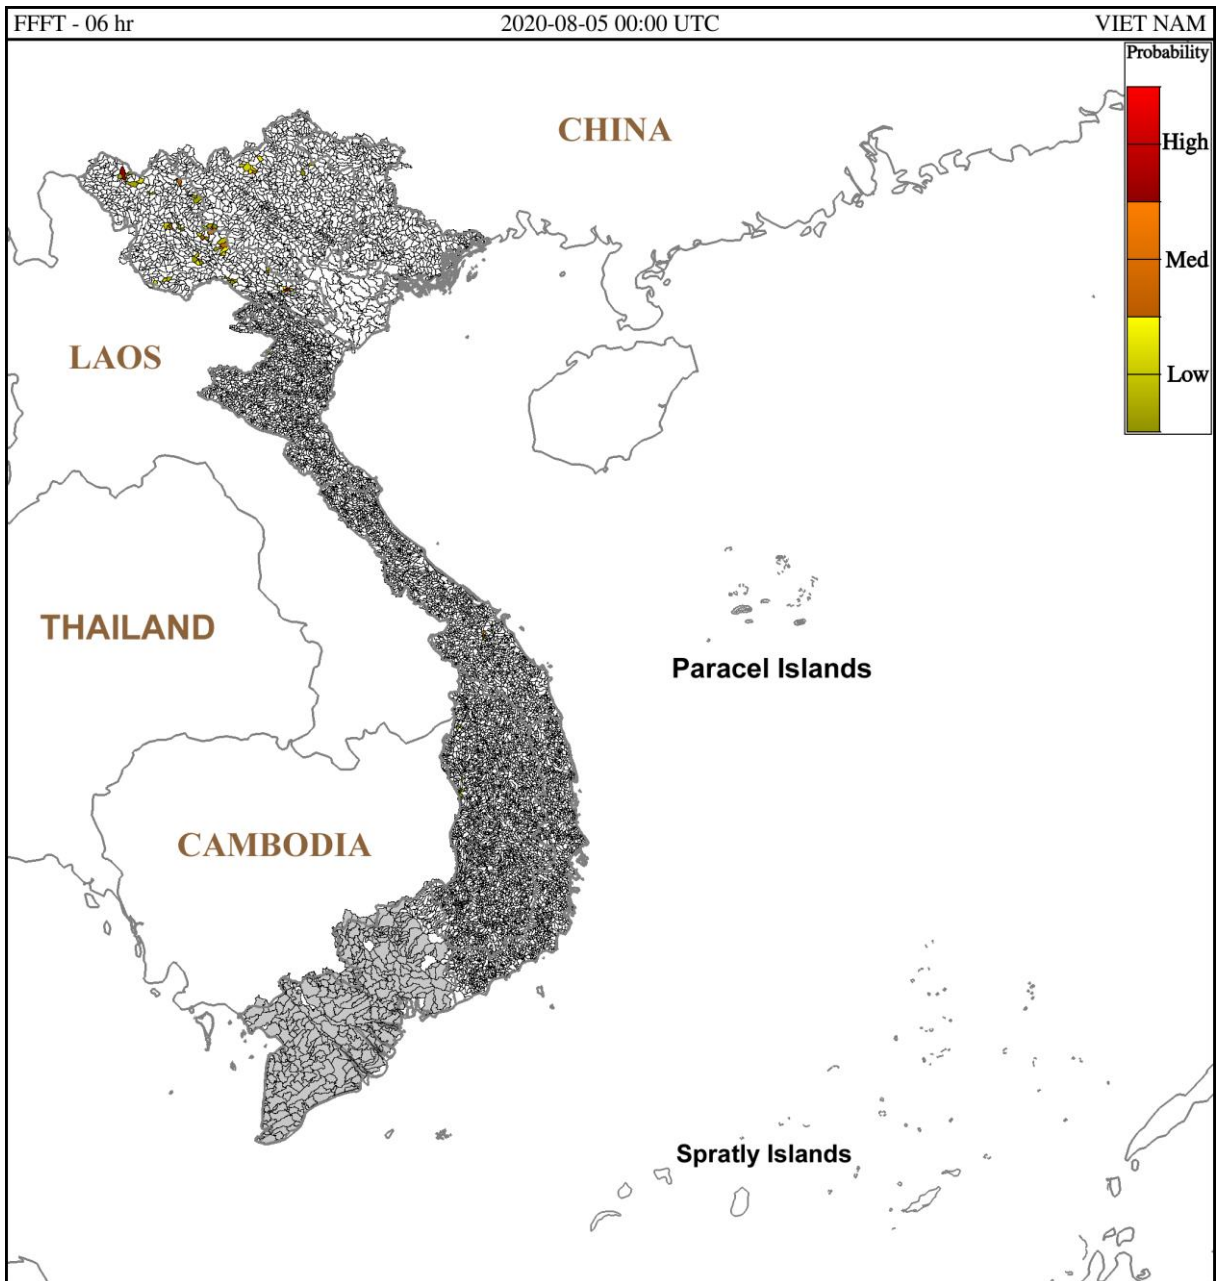 FFFT - 06 hr 2020-08-05 00:00 UTC VIET NAM
Probability
CHINA
High
Med
LAOS
Low
THAILAND
Paracel Islands
CAMBODIA
Spratly Islands